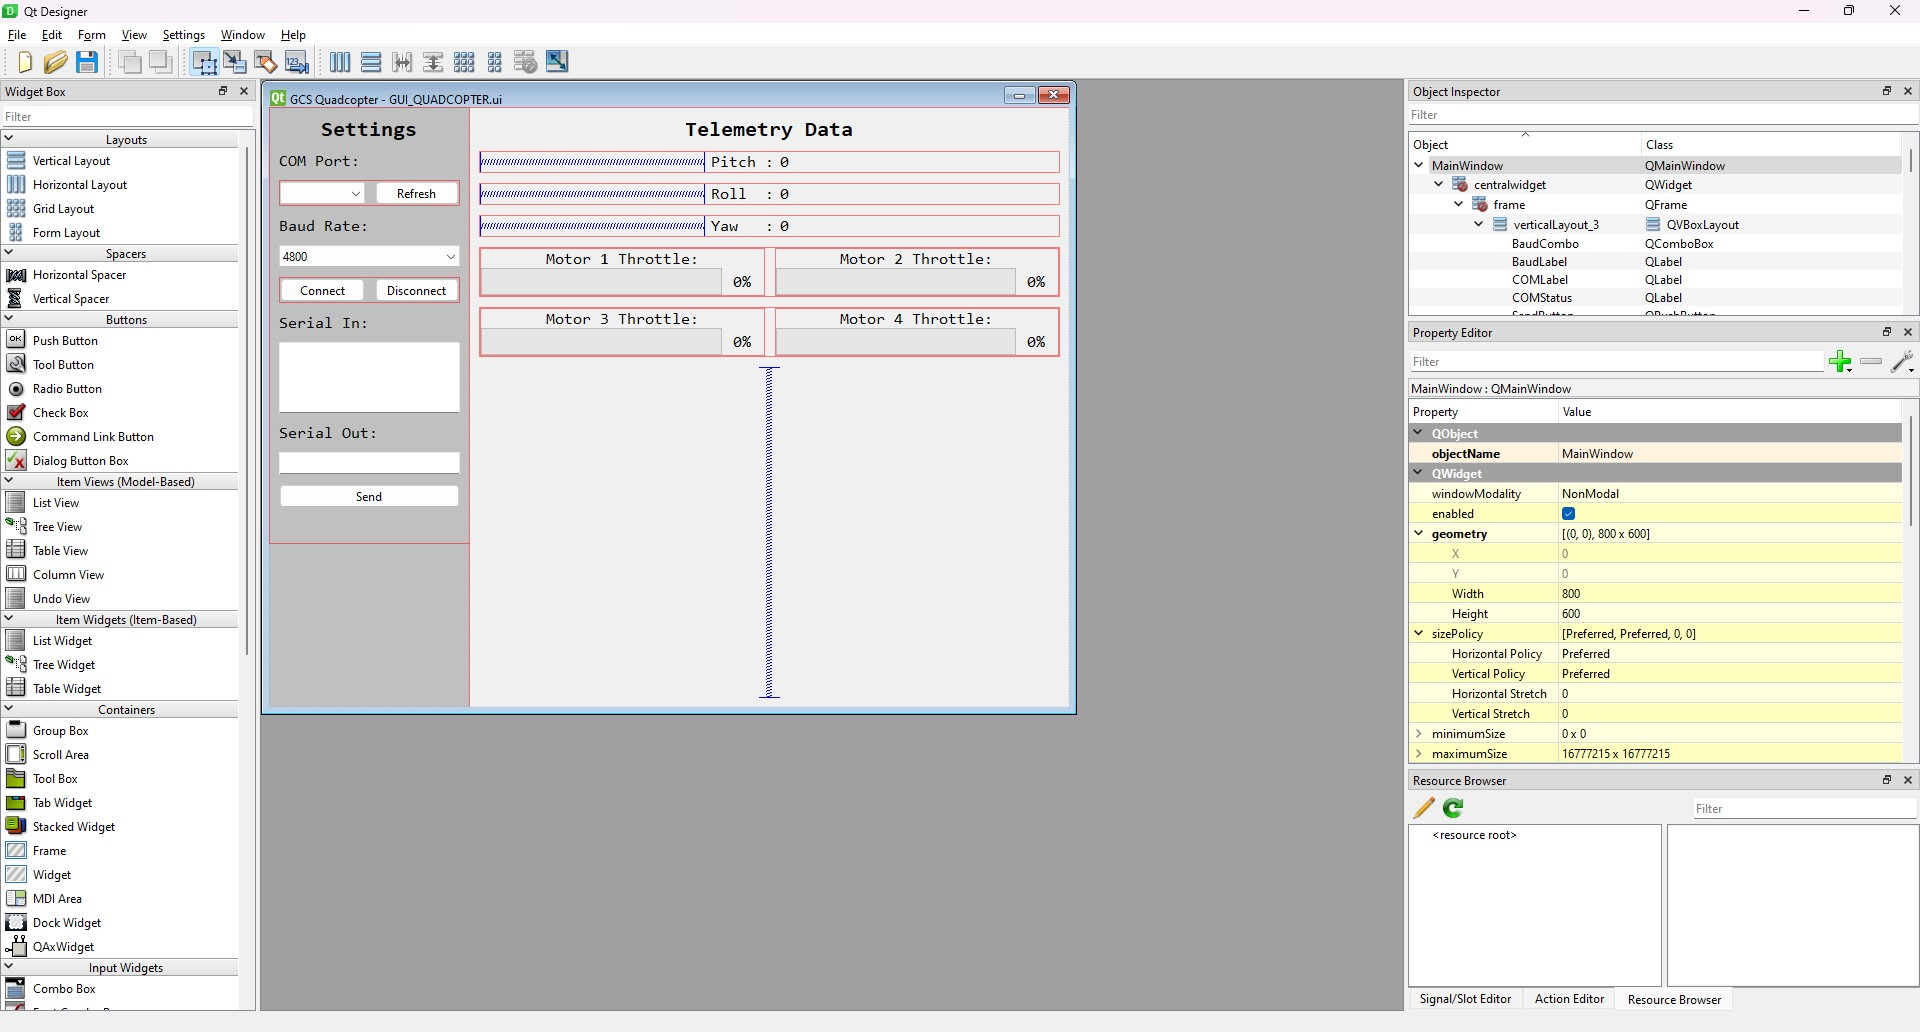 Qt Designer
File Edit Form View Settings Window Help
Widget Box
Filter
Layouts
Vertical Layout
Horizontal Layout
Grid Layout
Form Layout
Spacers
Horizontal Spacer
Vertical Spacer
Buttons
Push Button
Tool Button
Radio Button
Check Box
Command Link Button
Dialog Button Box
Item Views (Model-Based)
List View
Tree View
Table View
Column View
Undo View
Item Widgets (Item-Based)
List Widget
Tree Widget
Table Widget
Containers
Group Box
Scroll Area
Tool Box
Tab Widget
Stacked Widget
Frame
Widget
MDI Area
Dock Widget
QAxWidget
Input Widgets
Combo Box
GCS Quadcopter - GUI_QUADCOPTER.ui
Settings
COM Port:
Refresh
Baud Rate:
4800
Connect Disconnect
Serial In:
Serial Out:
Send
Telemetry Data
Pitch : 0
Roll : 0
Yaw : 0
Motor 1 Throttle: Motor 2 Throttle:
0% 0%
Motor 3 Throttle: Motor 4 Throttle:
0% 0%
Object Inspector
Filter
Object Class
MainWindow QMainWindow
centralwidget QWidget
frame QFrame
verticalLayout_3 QVBoxLayout
BaudCombo QComboBox
BaudLabel QLabel
COMLabel QLabel
COMStatus QLabel
Property Editor
Filter
MainWindow : QMainWindow
Property Value
QObject
objectName MainWindow
QWidget
windowModality NonModal
enabled
geometry [(0, 0), 800 x 600]
X 0
Y 0
Width 800
Height 600
sizePolicy [Preferred, Preferred, 0, 0]
Horizontal Policy Preferred
Vertical Policy Preferred
Horizontal Stretch 0
Vertical Stretch 0
minimumSize 0 x 0
maximumSize 16777215 x 16777215
Resource Browser
Filter
<resource root>
Signal/Slot Editor Action Editor Resource Browser